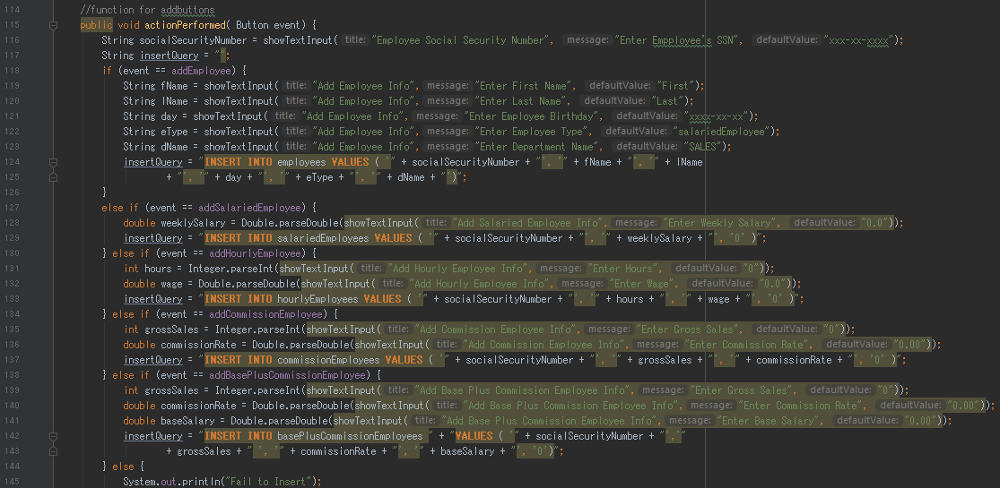 114 //function for addbuttons
115 public void actionPerformed( Button event) {
116 String socialSecurityNumber = showTextInput( title: "Employee Social Security Number", message: "Enter Empployee's SSN", defaultValue: "xxx-xx-xxxx");
117 String insertQuery = "";
118 if (event == addEmployee) {
119 String fName = showTextInput( title: "Add Employee Info", message: "Enter First Name", defaultValue: "First");
120 String lName = showTextInput( title: "Add Employee Info", message: "Enter Last Name", defaultValue: "Last");
121 String day = showTextInput( title: "Add Employee Info", message: "Enter Employee Birthday", defaultValue: "xxxx-xx-xx");
122 String eType = showTextInput( title: "Add Employee Info", message: "Enter Employee Type", defaultValue: "salariedEmployee");
123 String dName = showTextInput( title: "Add Employee Info", message: "Enter Department Name", defaultValue: "SALES");
124 insertQuery = "INSERT INTO employees VALUES ( '" + socialSecurityNumber + "', '" + fName + "', '" + lName
125 + "', '" + day + "', '" + eType + "', '" + dName + "')";
126 }
127 else if (event == addSalariedEmployee) {
128 double weeklySalary = Double.parseDouble(showTextInput( title: "Add Salaried Employee Info", message: "Enter Weekly Salary", defaultValue: "0.0"));
129 insertQuery = "INSERT INTO salariedEmployees VALUES ( '" + socialSecurityNumber + "', '" + weeklySalary + "', '0' )";
130 } else if (event == addHourlyEmployee) {
131 int hours = Integer.parseInt(showTextInput( title: "Add Hourly Employee Info", message: "Enter Hours", defaultValue: "0"));
132 double wage = Double.parseDouble(showTextInput( title: "Add Hourly Employee Info", message: "Enter Wage", defaultValue: "0.0"));
133 insertQuery = "INSERT INTO hourlyEmployees VALUES ( '" + socialSecurityNumber + "', '" + hours + "', '" + wage + "', '0' )";
134 } else if (event == addCommissionEmployee) {
135 int grossSales = Integer.parseInt(showTextInput( title: "Add Commission Employee Info", message: "Enter Gross Sales", defaultValue: "0"));
136 double commissionRate = Double.parseDouble(showTextInput( title: "Add Commission Employee Info", message: "Enter Commission Rate", defaultValue: "0.00"));
137 insertQuery = "INSERT INTO commissionEmployees VALUES ( '" + socialSecurityNumber + "', '" + grossSales + "', '" + commissionRate + "', '0' )";
138 } else if (event == addBasePlusCommissionEmployee) {
139 int grossSales = Integer.parseInt(showTextInput( title: "Add Base Plus Commission Employee Info", message: "Enter Gross Sales", defaultValue: "0"));
140 double commissionRate = Double.parseDouble(showTextInput( title: "Add Base Plus Commission Employee Info", message: "Enter Commission Rate", defaultValue: "0.00"));
141 double baseSalary = Double.parseDouble(showTextInput( title: "Add Base Plus Commission Employee Info", message: "Enter Base Salary", defaultValue: "0.00"));
142 insertQuery = "INSERT INTO basePlusCommissionEmployees " + "VALUES ( '" + socialSecurityNumber + "','"
143 + grossSales + "', '" + commissionRate + "', '" + baseSalary + "', '0')";
144 } else {
145 System.out.println("Fail to Insert");